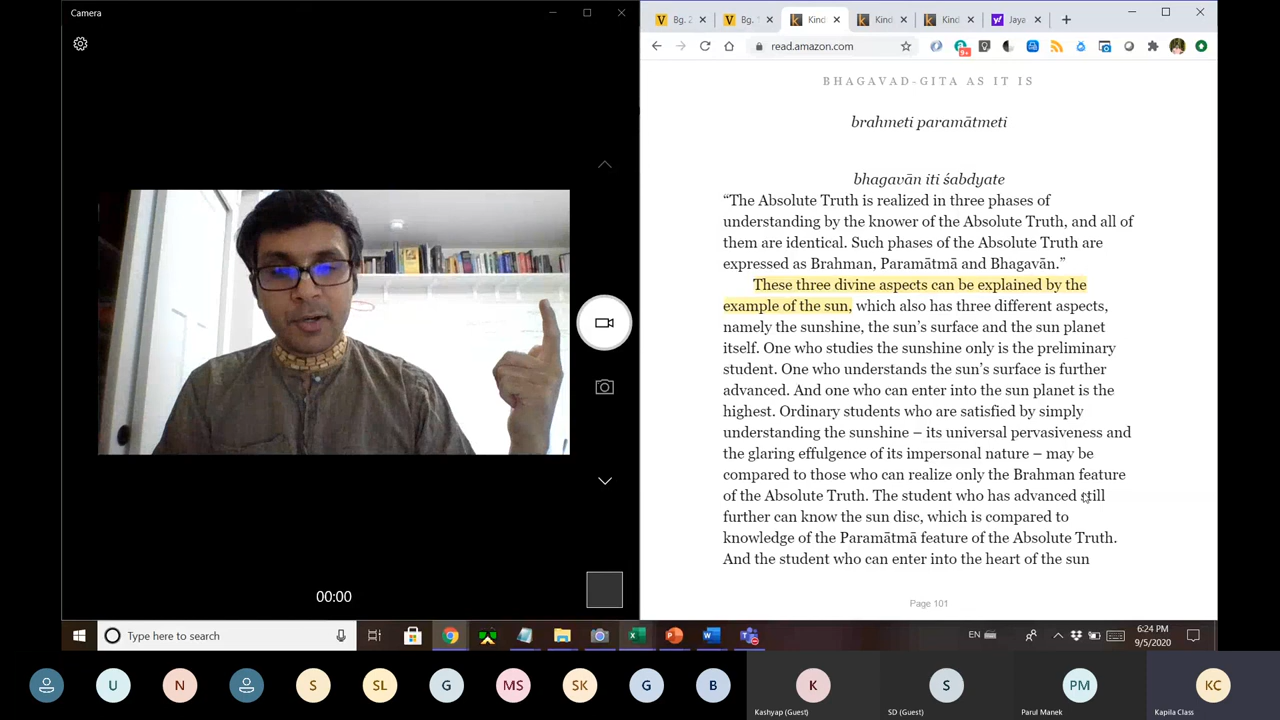 Camera
Bg. 2
Bg.
Kind
Kind
Kind
Jaya
read.amazon.com
9+
BHAGAVAD-GITA AS IT IS
brahmeti paramātmeti
bhagavān iti śabdyate
“The Absolute Truth is realized in three phases of
understanding by the knower of the Absolute Truth, and all of
them are identical. Such phases of the Absolute Truth are
expressed as Brahman, Paramātmā and Bhagavān.”
These three divine aspects can be explained by the
example of the sun, which also has three different aspects,
namely the sunshine, the sun’s surface and the sun planet
itself. One who studies the sunshine only is the preliminary
student. One who understands the sun’s surface is further
advanced. And one who can enter into the sun planet is the
highest. Ordinary students who are satisfied by simply
understanding the sunshine – its universal pervasiveness and
the glaring effulgence of its impersonal nature – may be
compared to those who can realize only the Brahman feature
of the Absolute Truth. The student who has advanced still
further can know the sun disc, which is compared to
knowledge of the Paramātmā feature of the Absolute Truth.
And the student who can enter into the heart of the sun
Page 101
00:00
Type here to search
EN
6:24 PM
9/5/2020
U
N
S
SL
G
MS
SK
G
B
K
S
PM
KC
Kashyap (Guest)
SD (Guest)
Parul Manek
Kapila Class